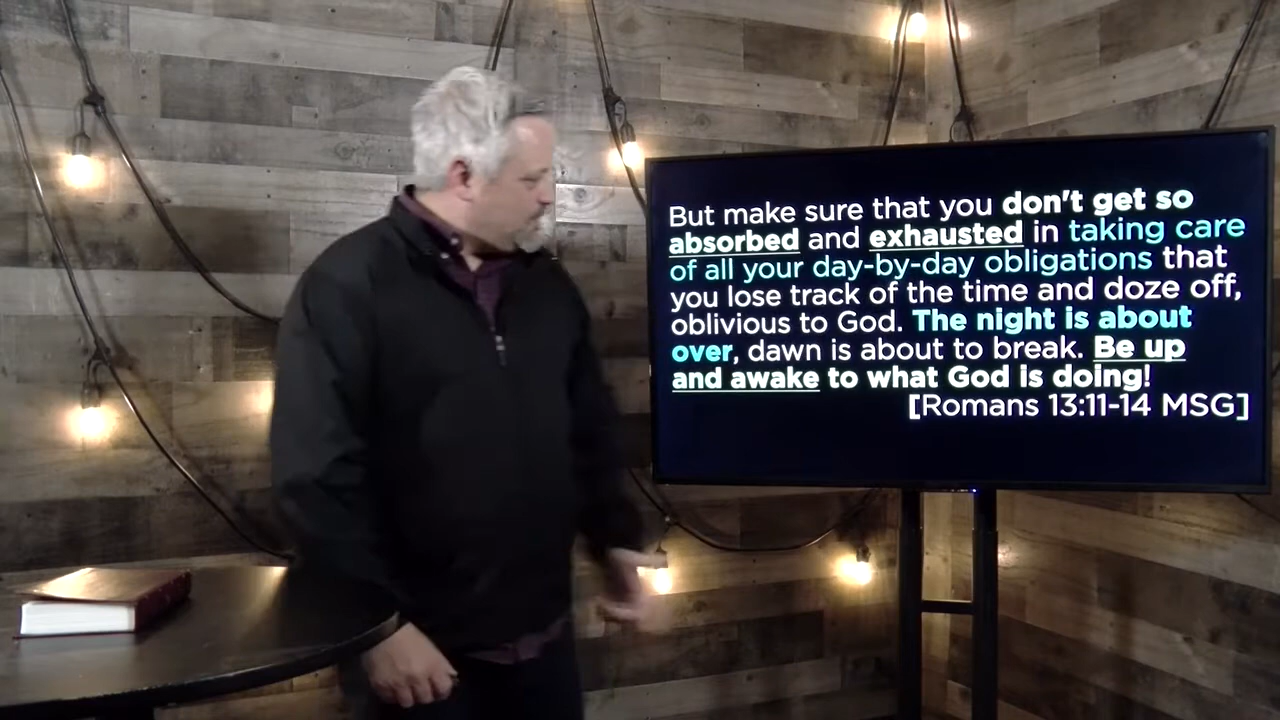 But make sure that you don't get so
absorbed and exhausted in taking care
of all your day-by-day obligations that
you lose track of the time and doze off,
oblivious to God. The night is about
over, dawn is about to break. Be up
and awake to what God is doing!
[Romans 13:11-14 MSG]